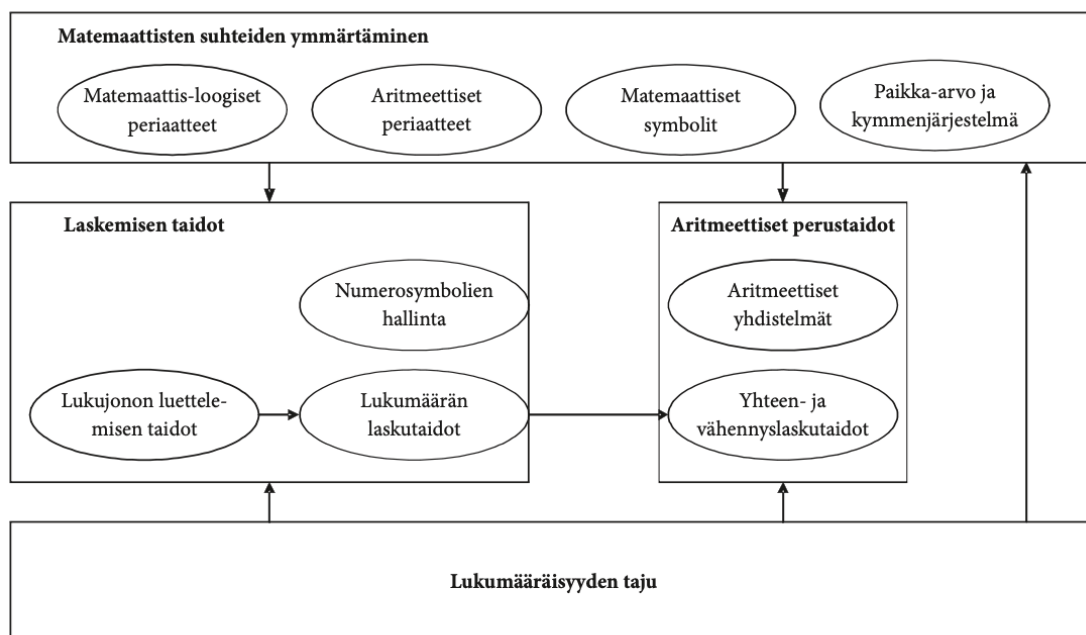 Matemaattisten suhteiden ymmärtäminen
Matemaattis-loogiset
periaatteet
Aritmeettiset
periaatteet
Matemaattiset
symbolit
Paikka-arvo ja
kymmenjärjestelmä
Laskemisen taidot
Numerosymbolien
hallinta
Lukujonon luettele-
misen taidot
Lukumäärän
laskutaidot
Aritmeettiset perustaidot
Aritmeettiset
yhdistelmät
Yhteen- ja
vähennyslaskutaidot
Lukumääräisyyden taju